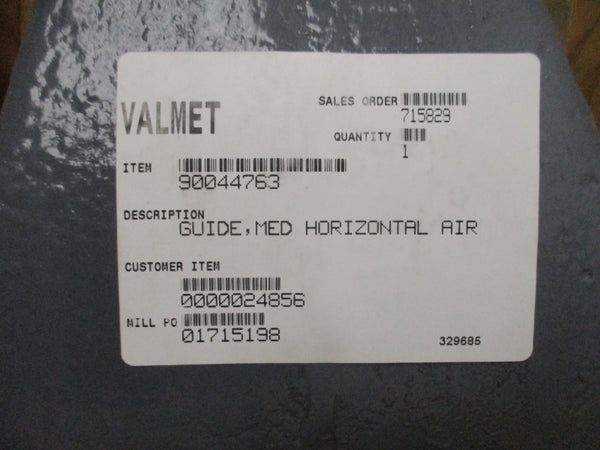 VALMET
SALES ORDER
715829
QUANTITY
1
ITEM
90044763
DESCRIPTION
GUIDE,MED HORIZONTAL AIR
CUSTOMER ITEM
0000024856
MILL PO
01715198
329685